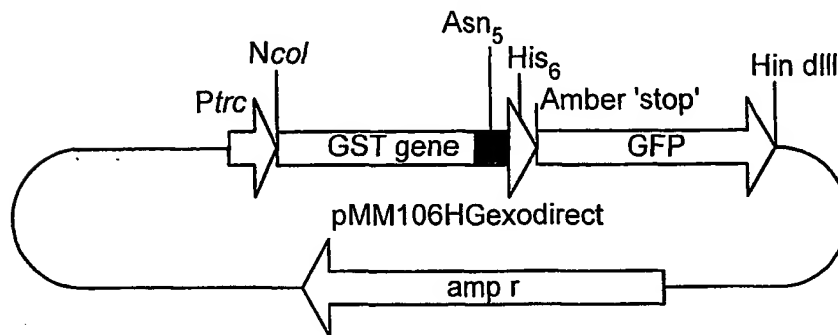 Asn5
NcoI
His6
Hin dIII
Ptrc
Amber 'stop'
GST gene
GFP
pMM106HGexodirect
amp r